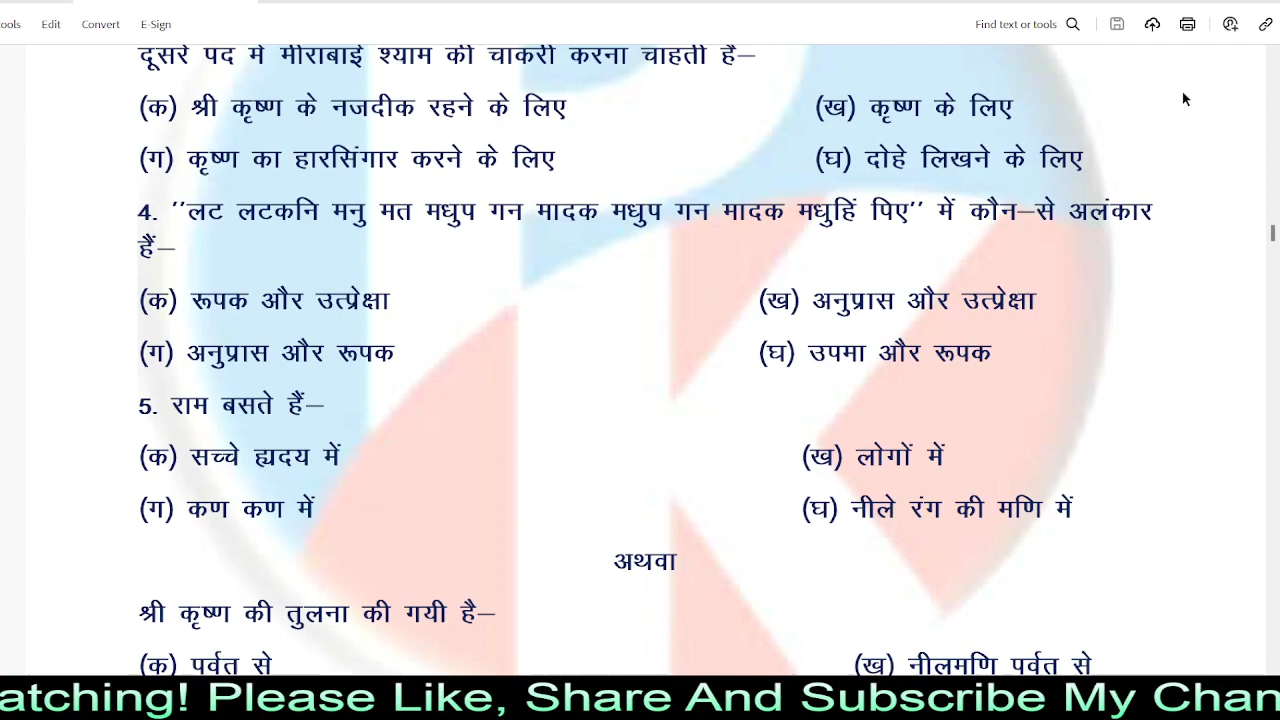 ools Edit Convert E-Sign Find text or tools
दूसरे पद में मीराबाई श्याम की चाकरी करना चाहती हैं–
(क) श्री कृष्ण के नजदीक रहने के लिए (ख) कृष्ण के लिए
(ग) कृष्ण का हारसिंगार करने के लिए (घ) दोहे लिखने के लिए
4. ’’लट लटकनि मनु मत मधुप गन मादक मधुप गन मादक मधुहिं पिए’’ में कौन–से अलंकार
हैं–
(क) रूपक और उत्प्रेक्षा (ख) अनुप्रास और उत्प्रेक्षा
(ग) अनुप्रास और रूपक (घ) उपमा और रूपक
5. राम बसते हैं–
(क) सच्चे ह्यदय में (ख) लोगों में
(ग) कण कण में (घ) नीले रंग की मणि में
अथवा
श्री कृष्ण की तुलना की गयी है–
(क) पर्वत से (ख) नीलमणि पर्वत से
atching! Please Like, Share And Subscribe My Chan